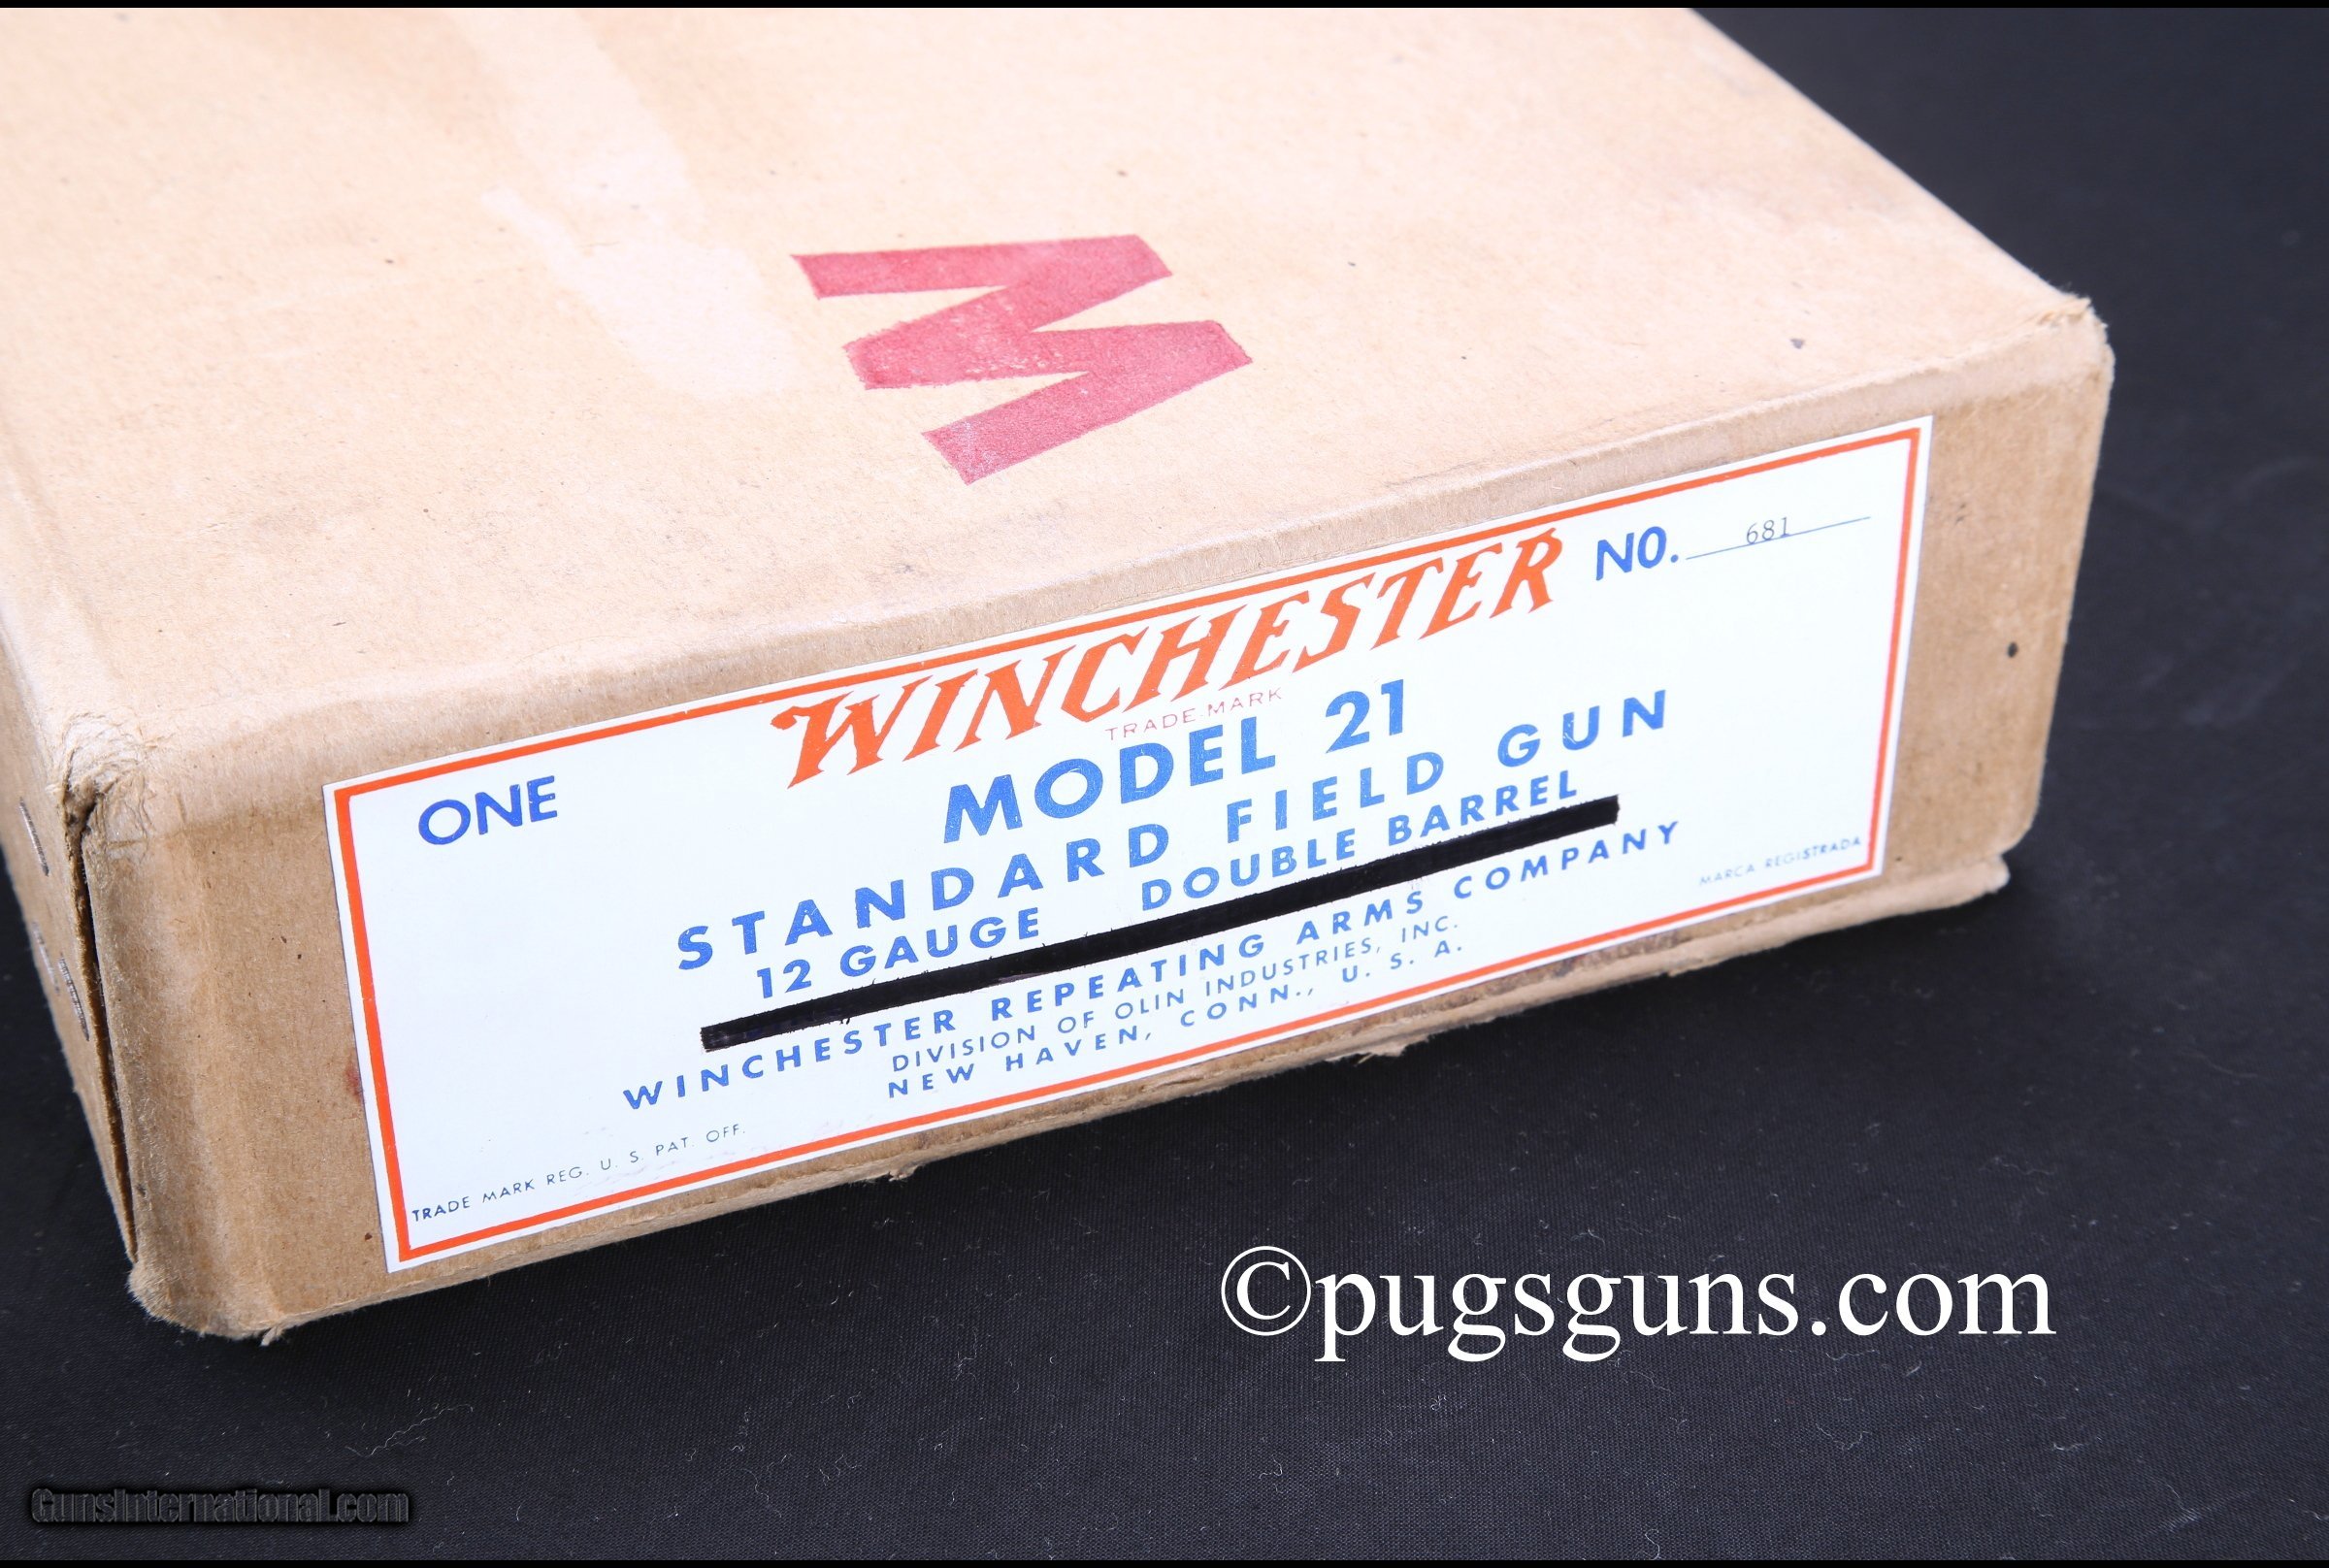 W
WINCHESTER NO. 681
TRADE-MARK
ONE MODEL 21
STANDARD FIELD GUN
12 GAUGE DOUBLE BARREL
WINCHESTER REPEATING ARMS COMPANY
DIVISION OF OLIN INDUSTRIES, INC.
NEW HAVEN, CONN., U. S. A.
TRADE MARK REG. U. S. PAT. OFF.
MARCA REGISTRADA
©pugsguns.com
GunsInternational.com